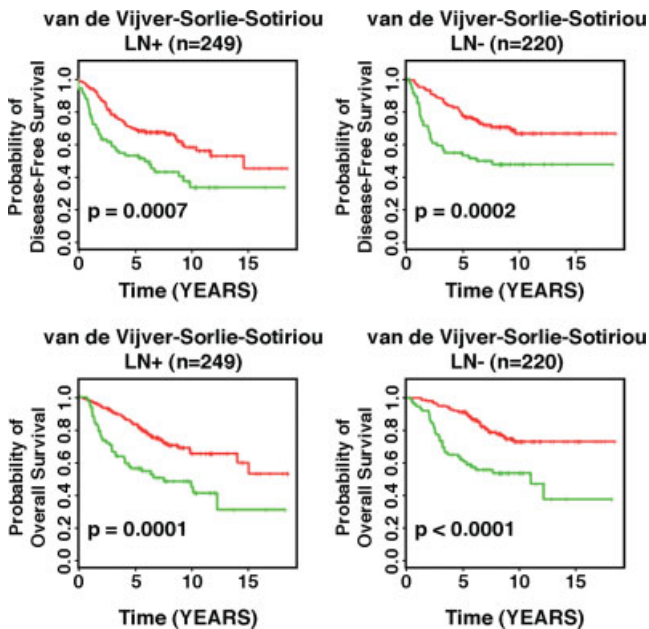 van de Vijver-Sorlie-Sotiriou
LN+ (n=249)
Probability of
Disease-Free Survival
0.0 0.2 0.4 0.6 0.8 1.0
p = 0.0007
0 5 10 15
Time (YEARS)
van de Vijver-Sorlie-Sotiriou
LN- (n=220)
Probability of
Disease-Free Survival
0.0 0.2 0.4 0.6 0.8 1.0
p = 0.0002
0 5 10 15
Time (YEARS)
van de Vijver-Sorlie-Sotiriou
LN+ (n=249)
Probability of
Overall Survival
0.0 0.2 0.4 0.6 0.8 1.0
p = 0.0001
0 5 10 15
Time (YEARS)
van de Vijver-Sorlie-Sotiriou
LN- (n=220)
Probability of
Overall Survival
0.0 0.2 0.4 0.6 0.8 1.0
p < 0.0001
0 5 10 15
Time (YEARS)